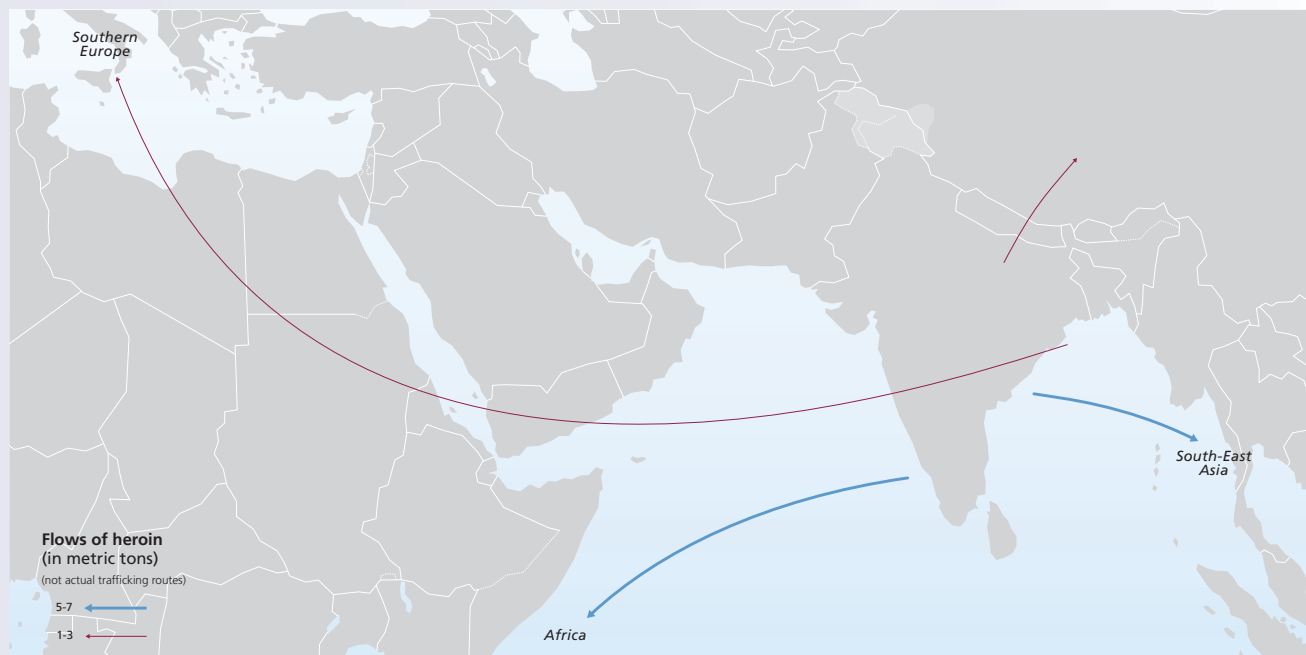 Southern
Europe
South-East
Asia
Africa
Flows of heroin
(in metric tons)
(not actual trafficking routes)
5-7
1-3